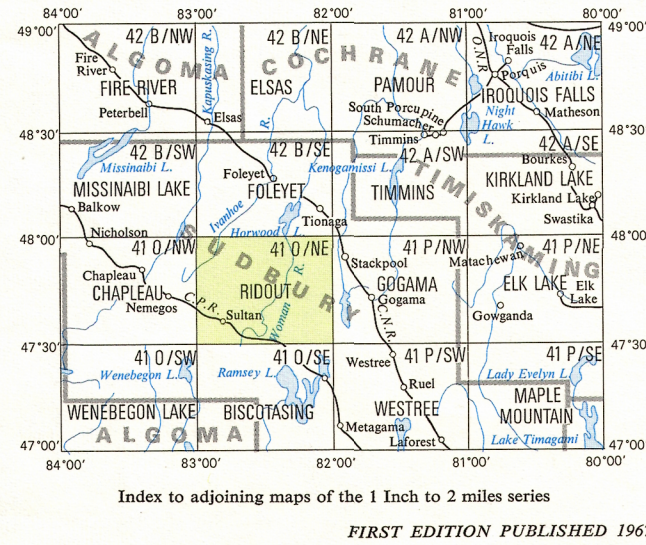 84°00′ 83°00′ 82°00′ 81°00′ 80°00′
49°00′ 49°00′
42 B/NW 42 B/NE 42 A/NW 42 A/NE
ALGOMA COCHRANE
Kapuskasing R.
O.N.R
Iroquois
Falls
Fire
River
Porquis
Abitibi L.
FIRE RIVER ELSAS PAMOUR IROQUOIS FALLS
Peterbell
Elsas
R.
South Porcupine
Schumacher
Timmins
Night
Hawk
L.
Matheson
48°30′ 48°30′
42 B/SW 42 B/SE 42 A/SW 42 A/SE
Missinaibi L.
Kenogamissi L.
Bourkes
Foleyet
MISSINAIBI LAKE FOLEYET TIMMINS KIRKLAND LAKE
TIMISKAMING
Kirkland Lake
Swastika
Balkow
Ivanhoe
Tionaga
Nicholson
Horwood L.
48°00′ 48°00′
41 O/NW 41 O/NE 41 P/NW 41 P/NE
SUDBURY
Stackpool
Matachewan
Chapleau
R.
CHAPLEAU RIDOUT GOGAMA ELK LAKE
Elk
Lake
Nemegos
C.P.R.
Gogama
Sultan
Woman
C.N.R.
Gowganda
47°30′ 47°30′
41 O/SW 41 O/SE 41 P/SW 41 P/SE
Wenebegon L.
Ramsey L.
Westree
Lady Evelyn L.
Ruel
MAPLE
MOUNTAIN
WENEBEGON LAKE BISCOTASING WESTREE
ALGOMA
Metagama
Laforest
Lake Timagami
47°00′ 47°00′
84°00′ 83°00′ 82°00′ 81°00′ 80°00′
Index to adjoining maps of the 1 Inch to 2 miles series
FIRST EDITION PUBLISHED 196